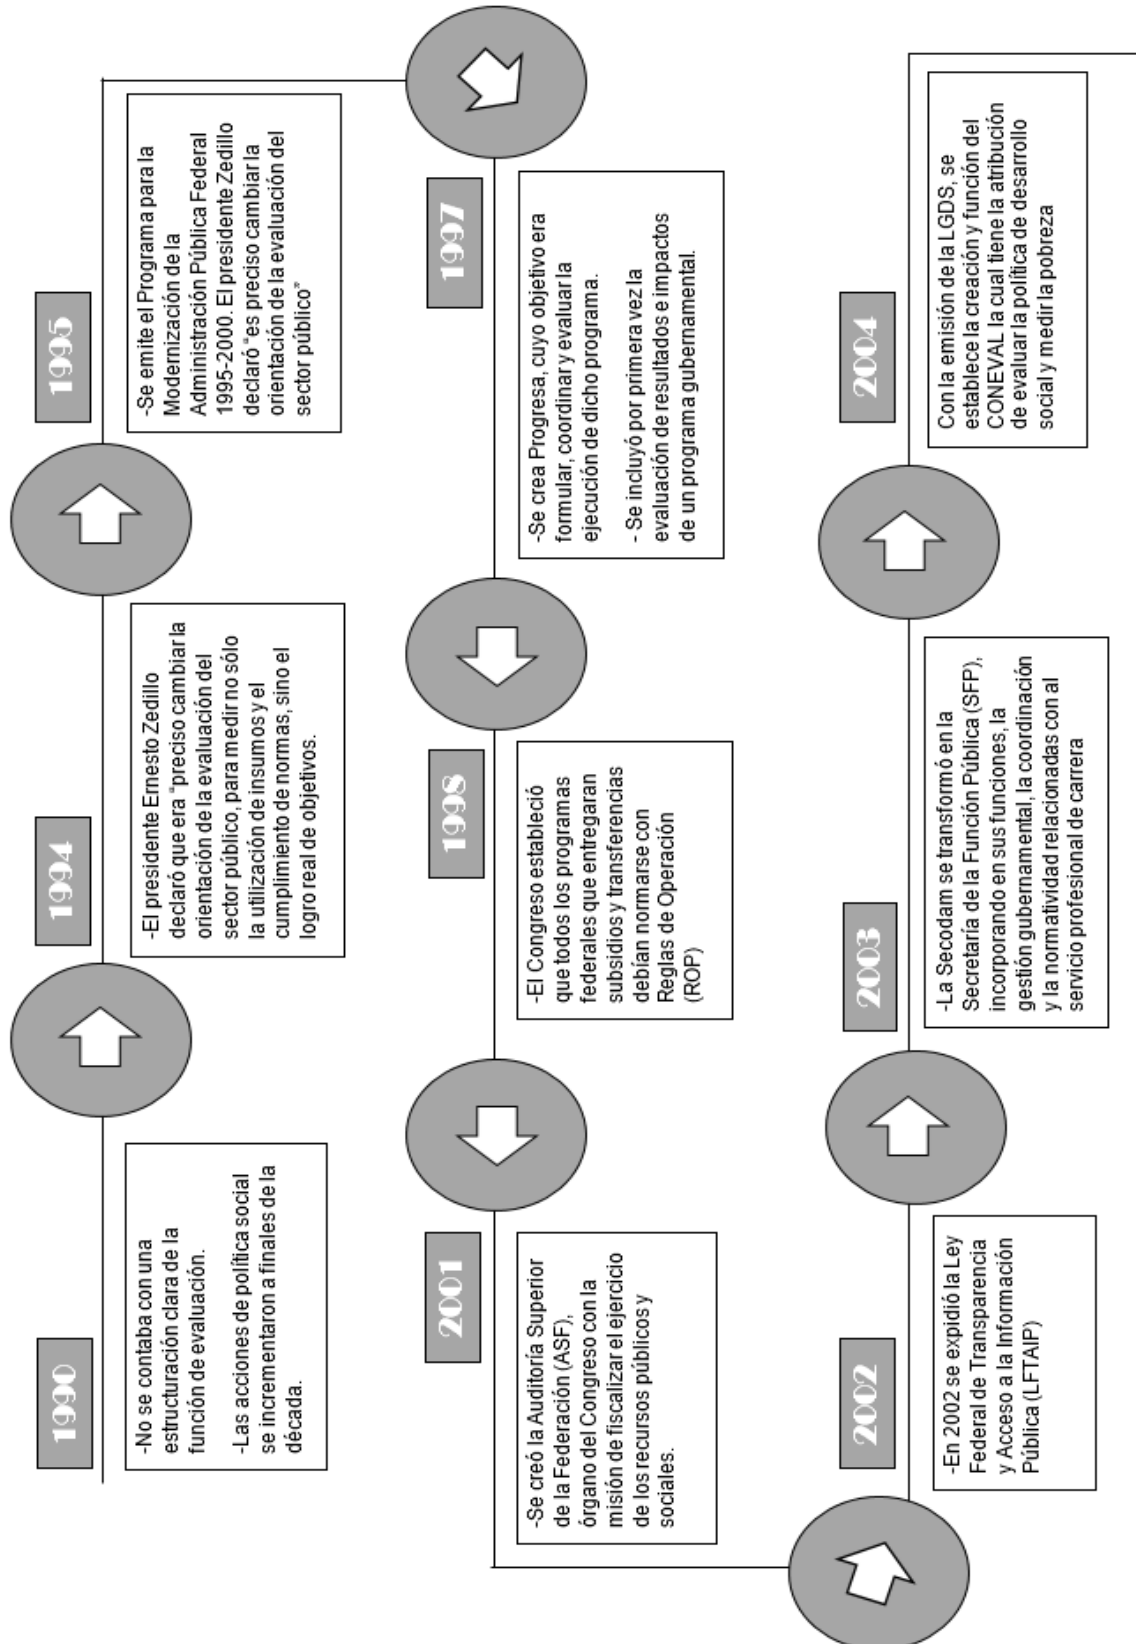 1990
-No se contaba con una
estructuración clara de la
función de evaluación.
-Las acciones de política social
se incrementaron a finales de la
década.
1994
-El presidente Ernesto Zedillo
declaró que era "preciso cambiar la
orientación de la evaluación del
sector público, para medir no sólo
la utilización de insumos y el
cumplimiento de normas, sino el
logro real de objetivos.
1995
-Se emite el Programa para la
Modernización de la
Administración Pública Federal
1995-2000. El presidente Zedillo
declaró "es preciso cambiar la
orientación de la evaluación del
sector público"
1997
-Se crea Progresa, cuyo objetivo era
formular, coordinar y evaluar la
ejecución de dicho programa.
- Se incluyó por primera vez la
evaluación de resultados e impactos
de un programa gubernamental.
1998
-El Congreso estableció
que todos los programas
federales que entregaran
subsidios y transferencias
debían normarse con
Reglas de Operación
(ROP)
2001
-Se creó la Auditoría Superior
de la Federación (ASF),
órgano del Congreso con la
misión de fiscalizar el ejercicio
de los recursos públicos y
sociales.
2002
-En 2002 se expidió la Ley
Federal de Transparencia
y Acceso a la Información
Pública (LFTAIP)
2003
-La Secodam se transformó en la
Secretaría de la Función Pública (SFP),
incorporando en sus funciones, la
gestión gubernamental, la coordinación
y la normatividad relacionadas con al
servicio profesional de carrera
2004
Con la emisión de la LGDS, se
establece la creación y función del
CONEVAL la cual tiene la atribución
de evaluar la política de desarrollo
social y medir la pobreza